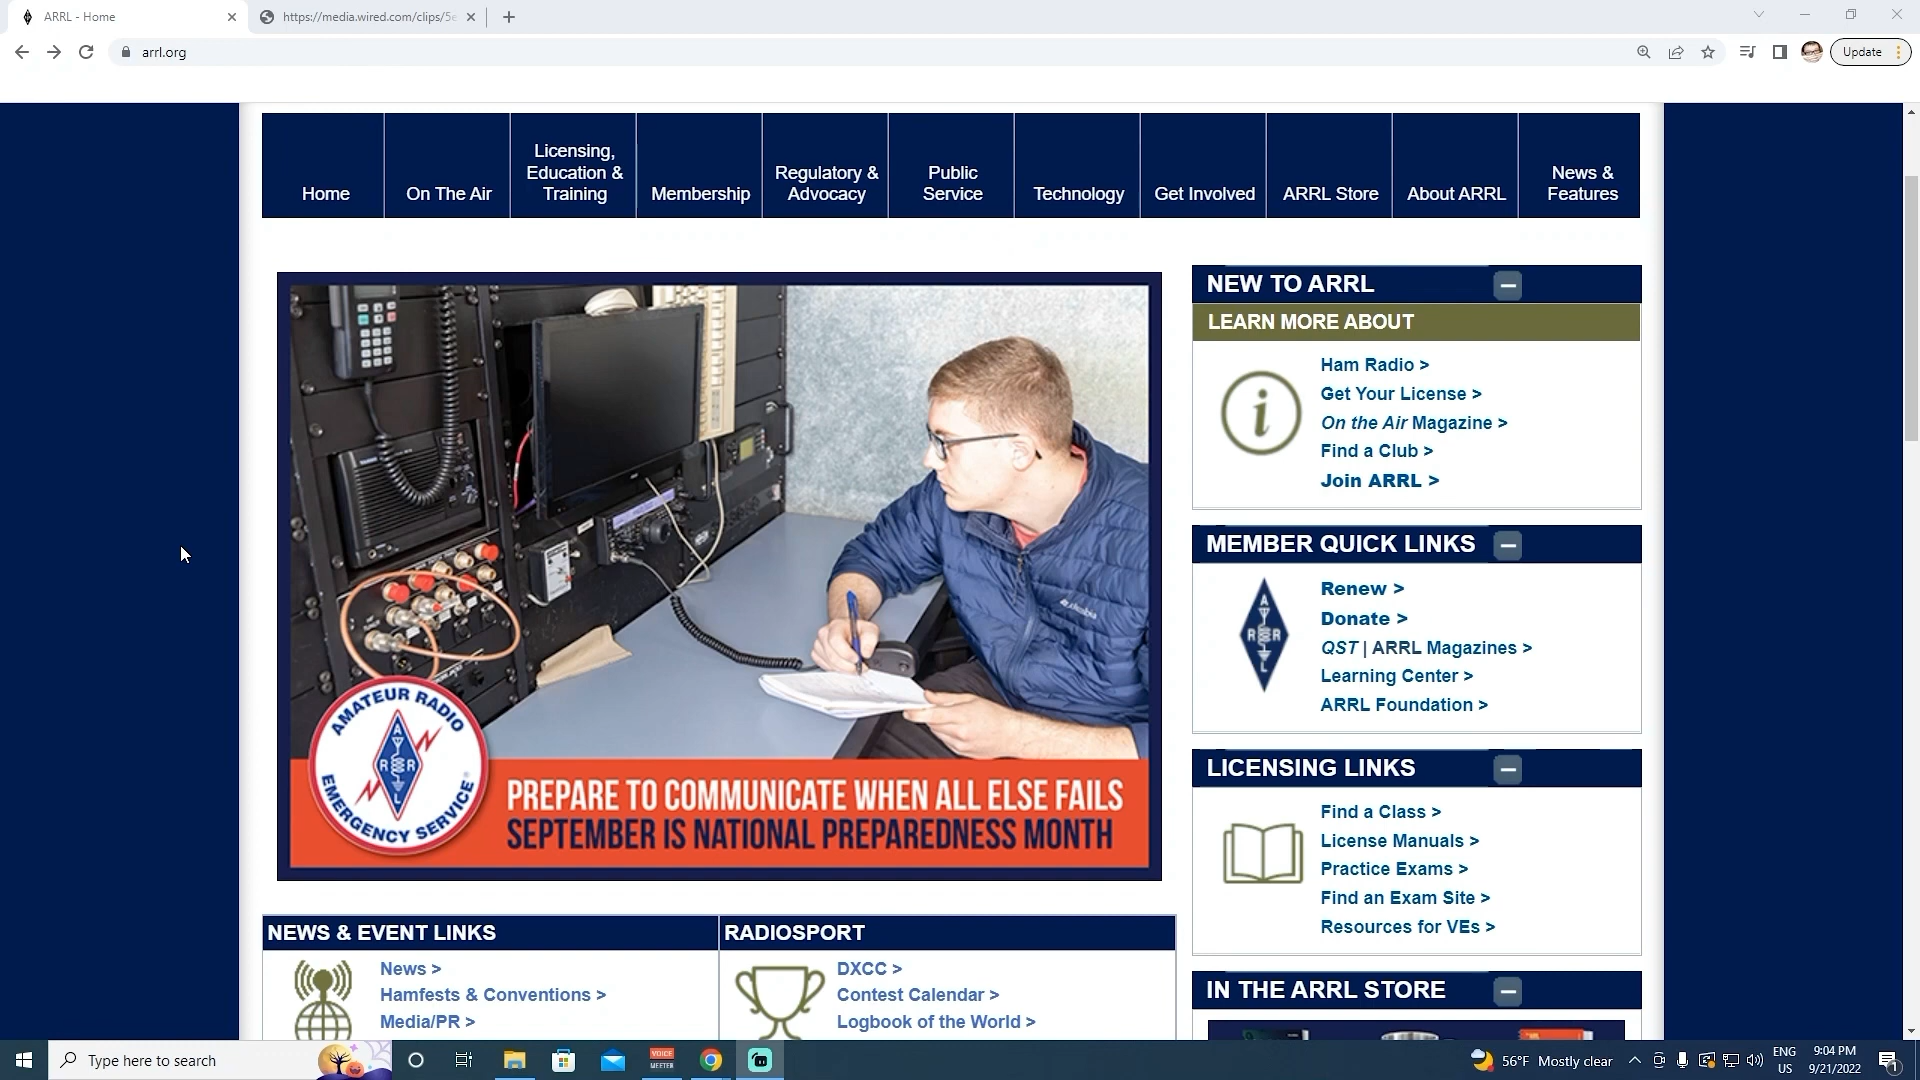 ARRL - Home
https://media.wired.com/clips/5e
arrl.org
Update
Home
On The Air
Licensing,
Education &
Training
Membership
Regulatory &
Advocacy
Public
Service
Technology
Get Involved
ARRL Store
About ARRL
News &
Features
AMATEUR RADIO
ARRL
EMERGENCY SERVICE
Columbia
PREPARE TO COMMUNICATE WHEN ALL ELSE FAILS
SEPTEMBER IS NATIONAL PREPAREDNESS MONTH
NEW TO ARRL
LEARN MORE ABOUT
Ham Radio >
Get Your License >
On the Air Magazine >
Find a Club >
Join ARRL >
MEMBER QUICK LINKS
ARRL
Renew >
Donate >
QST | ARRL Magazines >
Learning Center >
ARRL Foundation >
LICENSING LINKS
Find a Class >
License Manuals >
Practice Exams >
Find an Exam Site >
Resources for VEs >
IN THE ARRL STORE
NEWS & EVENT LINKS
News >
Hamfests & Conventions >
Media/PR >
RADIOSPORT
DXCC >
Contest Calendar >
Logbook of the World >
Type here to search
VOICE
MEETER
56°F Mostly clear
ENG
US
9:04 PM
9/21/2022
1